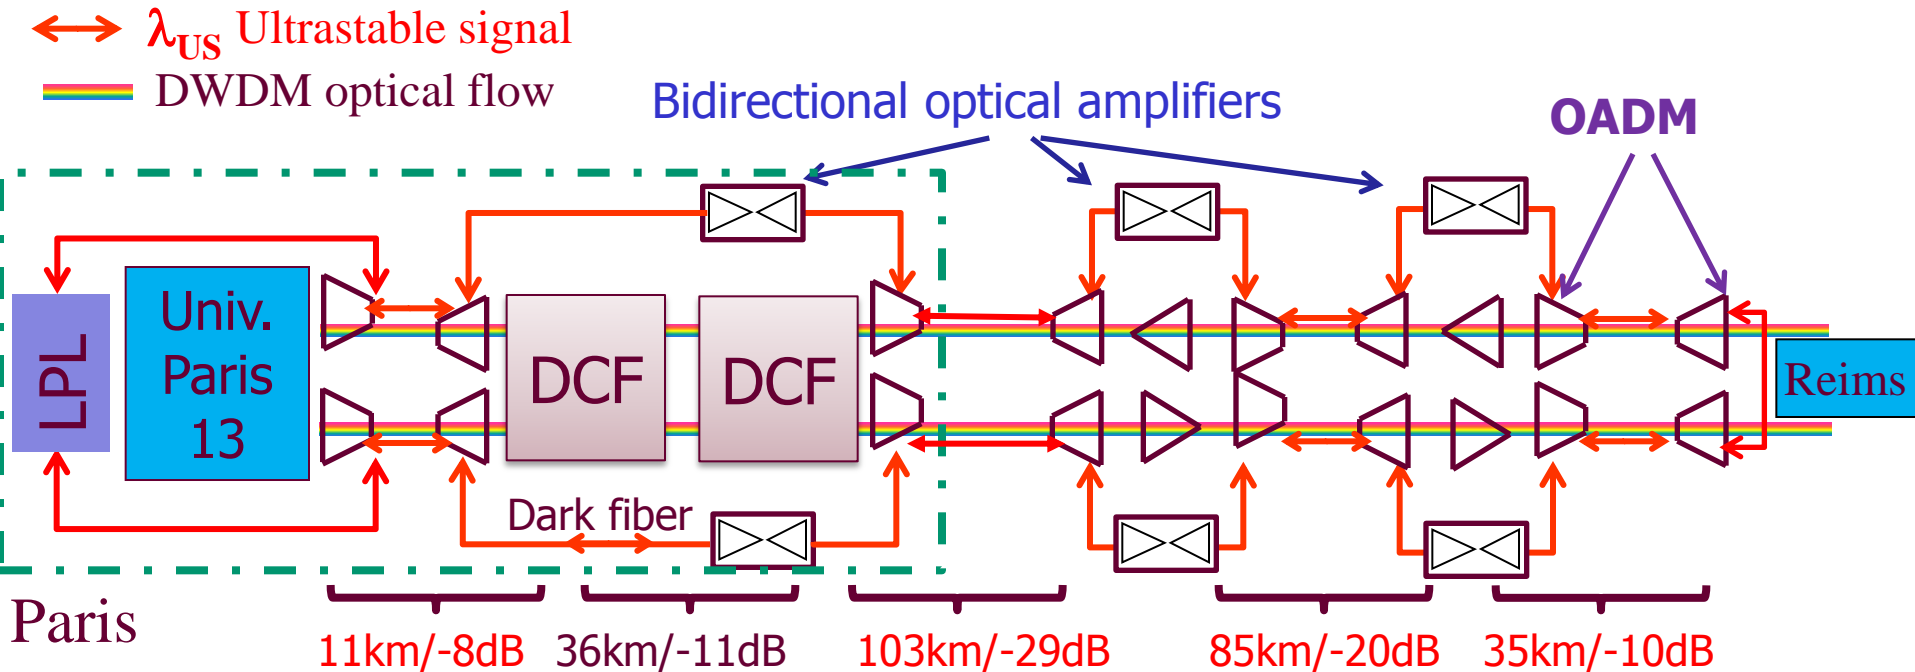 λUS Ultrastable signal
DWDM optical flow
Bidirectional optical amplifiers
OADM
LPL
Univ.
Paris
13
DCF
DCF
Reims
Dark fiber
Paris
11km/-8dB
36km/-11dB
103km/-29dB
85km/-20dB
35km/-10dB